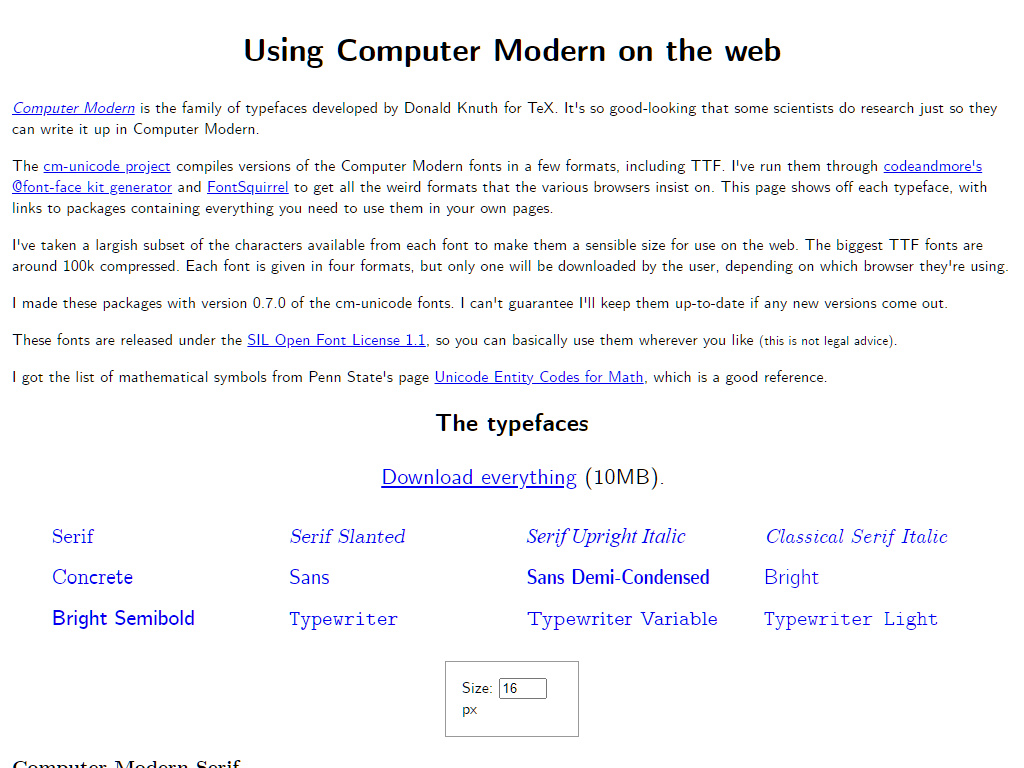 Using Computer Modern on the web
Computer Modern is the family of typefaces developed by Donald Knuth for TeX. It's so good-looking that some scientists do research just so they
can write it up in Computer Modern.
The cm-unicode project compiles versions of the Computer Modern fonts in a few formats, including TTF. I've run them through codeandmore's
@font-face kit generator and FontSquirrel to get all the weird formats that the various browsers insist on. This page shows off each typeface, with
links to packages containing everything you need to use them in your own pages.
I've taken a largish subset of the characters available from each font to make them a sensible size for use on the web. The biggest TTF fonts are
around 100k compressed. Each font is given in four formats, but only one will be downloaded by the user, depending on which browser they're using.
I made these packages with version 0.7.0 of the cm-unicode fonts. I can't guarantee I'll keep them up-to-date if any new versions come out.
These fonts are released under the SIL Open Font License 1.1, so you can basically use them wherever you like (this is not legal advice).
I got the list of mathematical symbols from Penn State's page Unicode Entity Codes for Math, which is a good reference.
The typefaces
Download everything (10MB).
Serif Serif Slanted Serif Upright Italic Classical Serif Italic
Concrete Sans Sans Demi-Condensed Bright
Bright Semibold Typewriter Typewriter Variable Typewriter Light
Size: 16
px
Computer Modern Serif